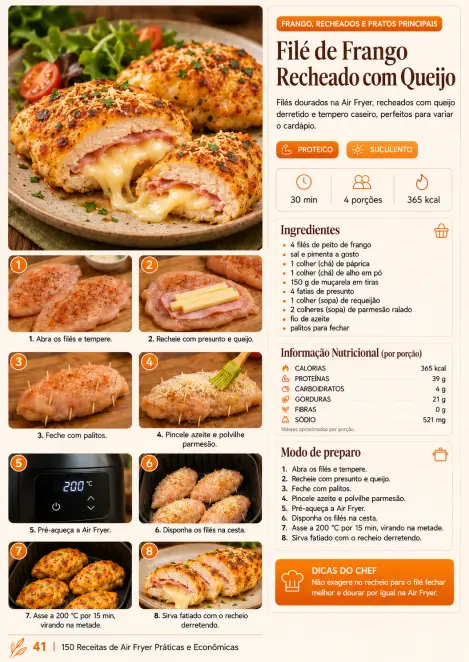 FRANGO, RECHEADOS E PRATOS PRINCIPAIS
Filé de Frango
Recheado com Queijo
Filés dourados na Air Fryer, recheados com queijo
derretido e tempero caseiro, perfeitos para variar
o cardápio.
PROTEICO
SUCULENTO
30 min
4 porções
365 kcal
Ingredientes
• 4 filés de peito de frango
• sal e pimenta a gosto
• 1 colher (chá) de páprica
• 1 colher (chá) de alho em pó
• 150 g de muçarela em tiras
• 4 fatias de presunto
• 1 colher (sopa) de requeijão
• 2 colheres (sopa) de parmesão ralado
• fio de azeite
• palitos para fechar
Informação Nutricional (por porção)
CALORIAS 365 kcal
PROTEÍNAS 39 g
CARBOIDRATOS 4 g
GORDURAS 21 g
FIBRAS 0 g
SÓDIO 521 mg
Valores aproximados por porção.
Modo de preparo
1. Abra os filés e tempere.
2. Recheie com presunto e queijo.
3. Feche com palitos.
4. Pincele azeite e polvilhe parmesão.
5. Pré-aqueça a Air Fryer.
6. Disponha os filés na cesta.
7. Asse a 200 °C por 15 min, virando na metade.
8. Sirva fatiado com o recheio derretendo.
DICAS DO CHEF
Não exagere no recheio para o filé fechar
melhor e dourar por igual na Air Fryer.
1
1. Abra os filés e tempere.
2
2. Recheie com presunto e queijo.
3
3. Feche com palitos.
4
4. Pincele azeite e polvilhe
parmesão.
5
200 °C
5. Pré-aqueça a Air Fryer.
6
6. Disponha os filés na cesta.
7
7. Asse a 200 °C por 15 min,
virando na metade.
8
8. Sirva fatiado com o recheio
derretendo.
41 | 150 Receitas de Air Fryer Práticas e Econômicas